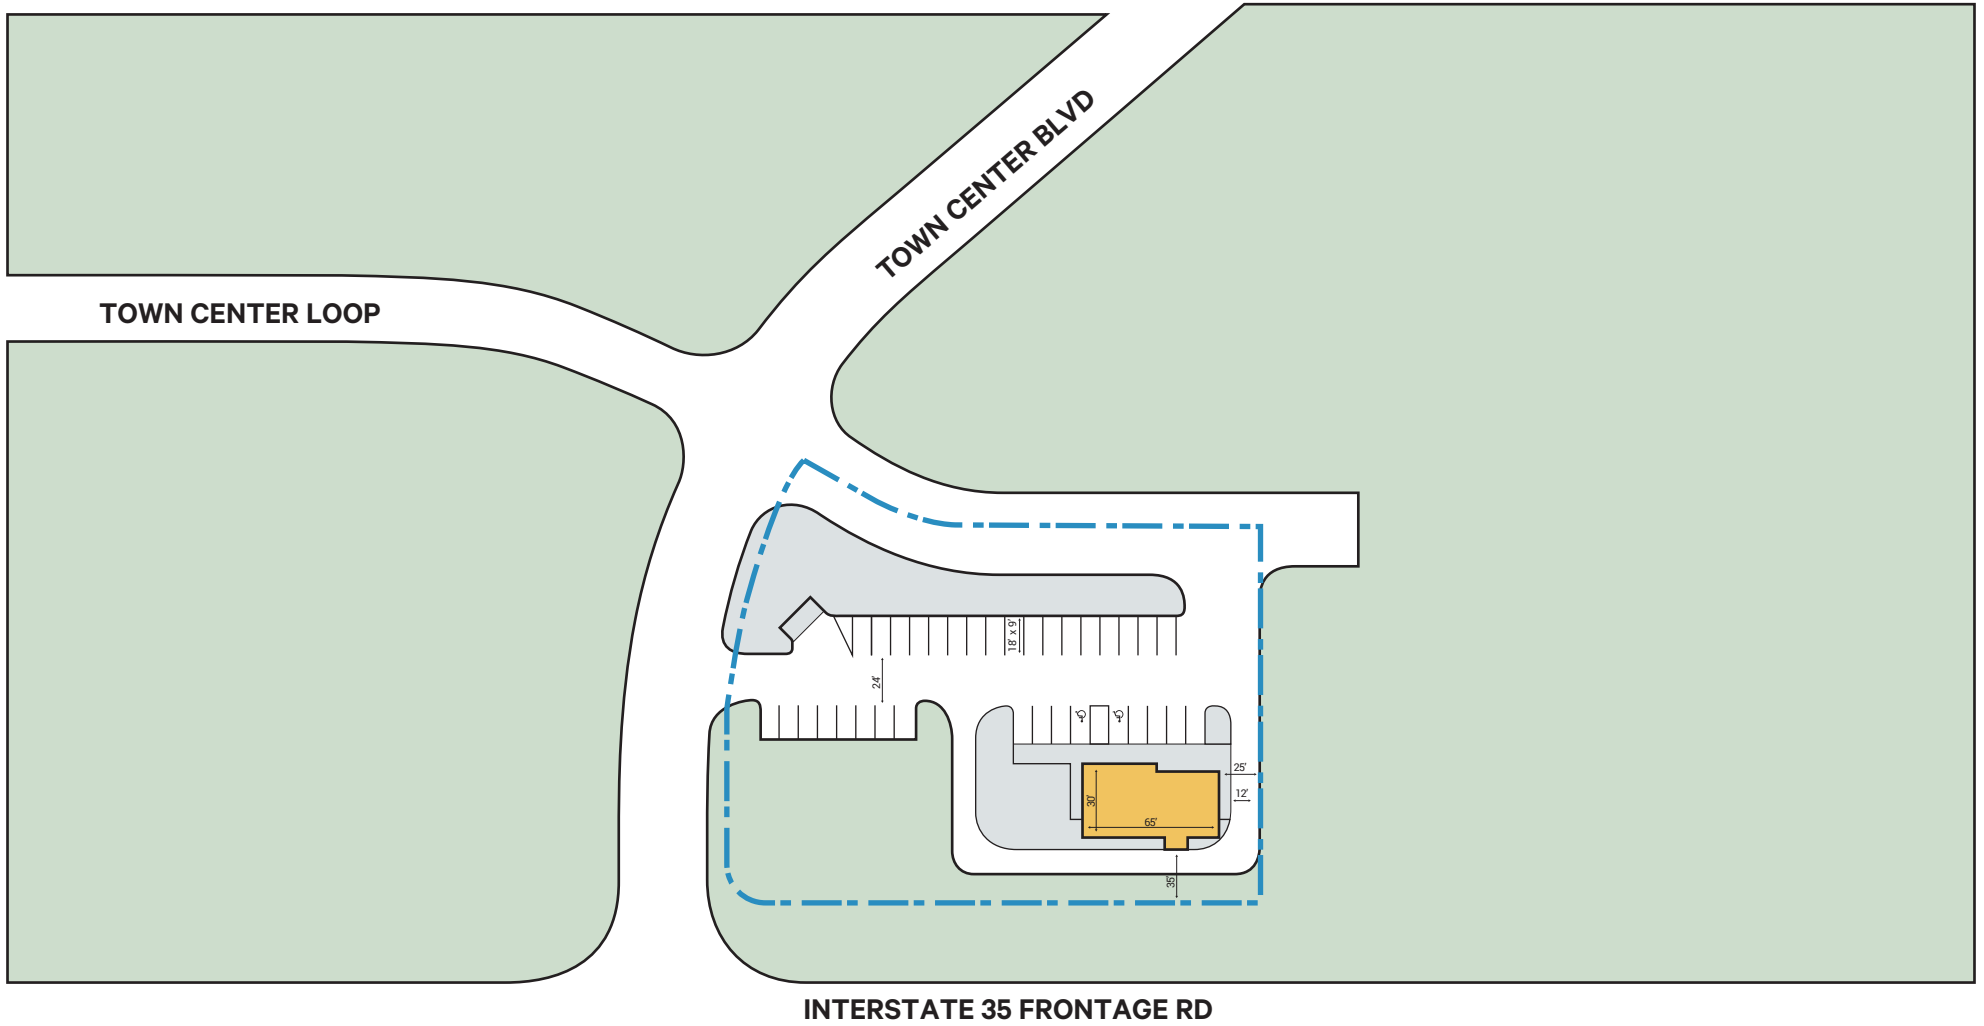 TOWN CENTER BLVD
TOWN CENTER LOOP
18' x 9'
24'
25'
12'
30'
65'
35'
INTERSTATE 35 FRONTAGE RD